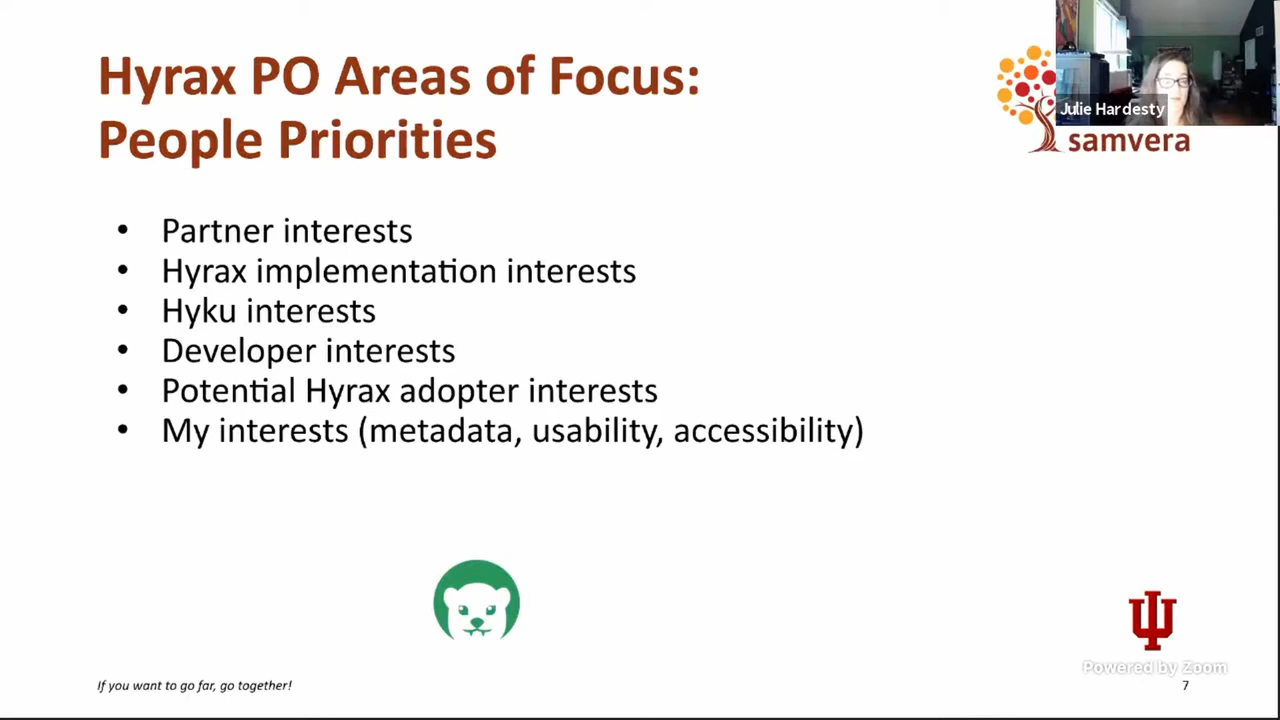 Hyrax PO Areas of Focus:
People Priorities
Julie Hardesty
samvera
• Partner interests
• Hyrax implementation interests
• Hyku interests
• Developer interests
• Potential Hyrax adopter interests
• My interests (metadata, usability, accessibility)
Powered by Zoom
If you want to go far, go together!
7